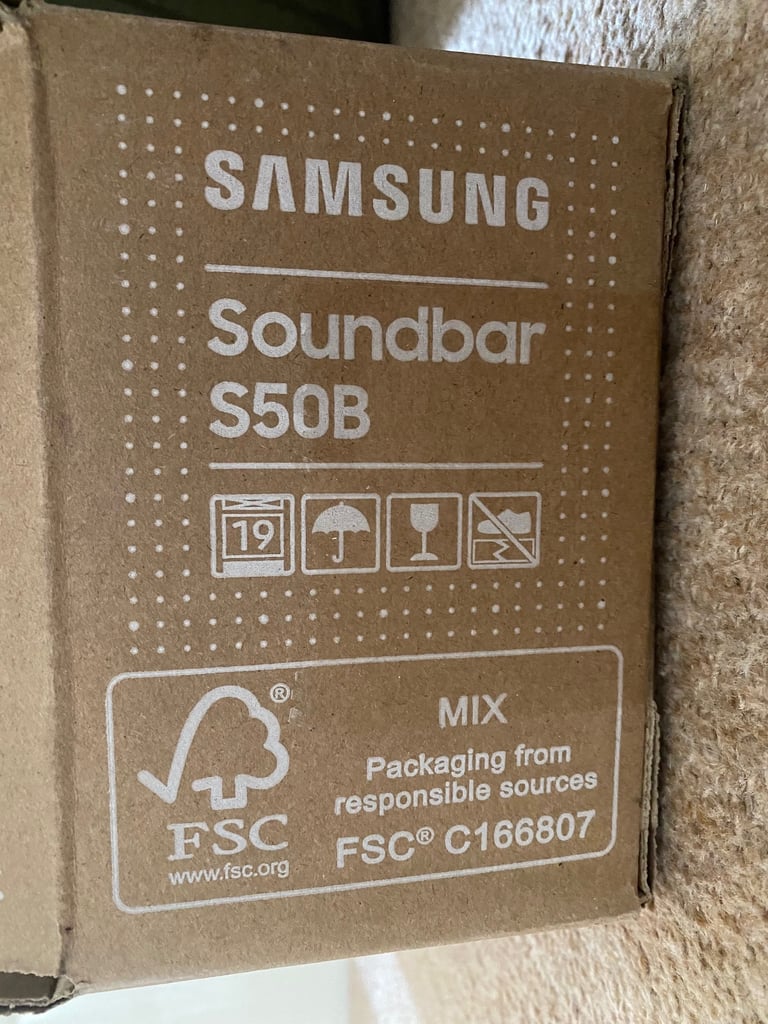 SAMSUNG
Soundbar
S50B
19
®
MIX
Packaging from
responsible sources
FSC
www.fsc.org
FSC® C166807